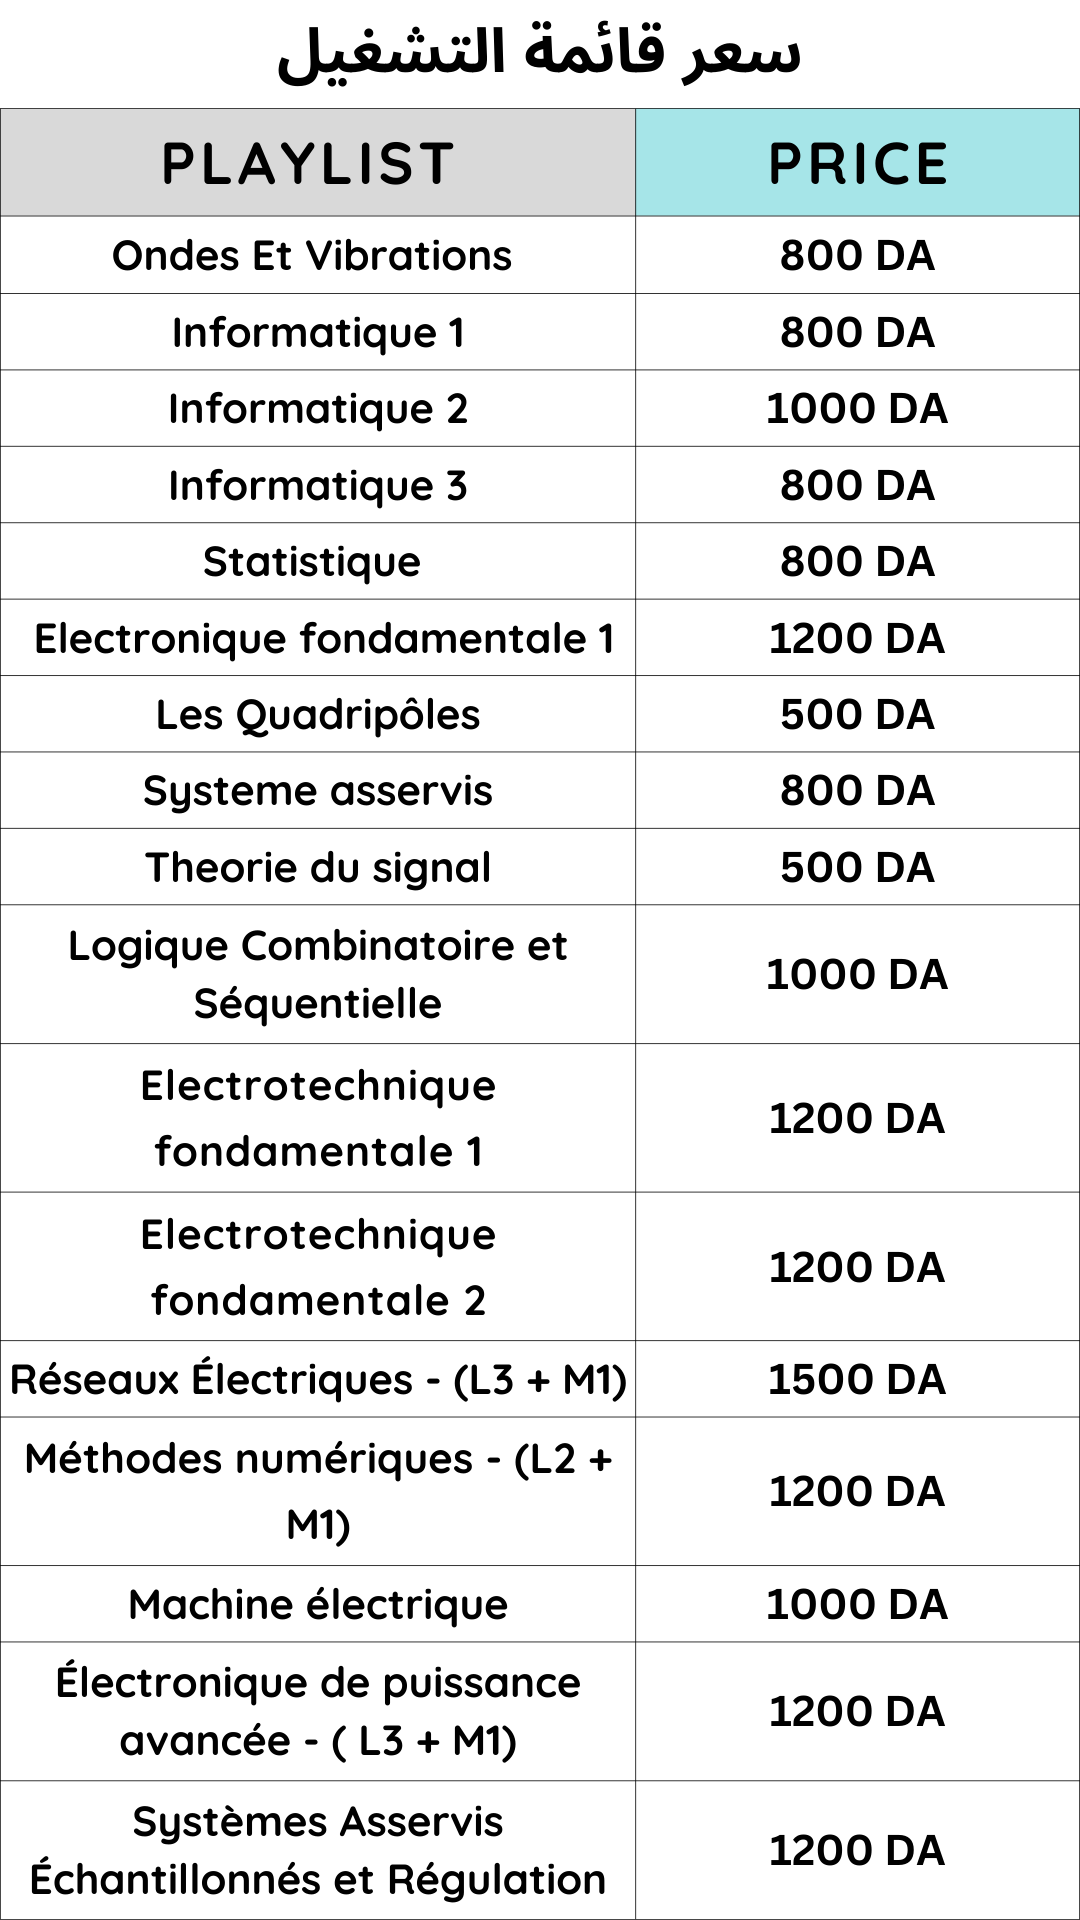 سعر قائمة التشغيل
PLAYLIST PRICE
Ondes Et Vibrations 800 DA
Informatique 1 800 DA
Informatique 2 1000 DA
Informatique 3 800 DA
Statistique 800 DA
Electronique fondamentale 1 1200 DA
Les Quadripôles 500 DA
Systeme asservis 800 DA
Theorie du signal 500 DA
Logique Combinatoire et
Séquentielle
1000 DA
Electrotechnique
fondamentale 1
1200 DA
Electrotechnique
fondamentale 2
1200 DA
Réseaux Électriques - (L3 + M1) 1500 DA
Méthodes numériques - (L2 +
M1)
1200 DA
Machine électrique 1000 DA
Électronique de puissance
avancée - ( L3 + M1)
1200 DA
Systèmes Asservis
Échantillonnés et Régulation
1200 DA